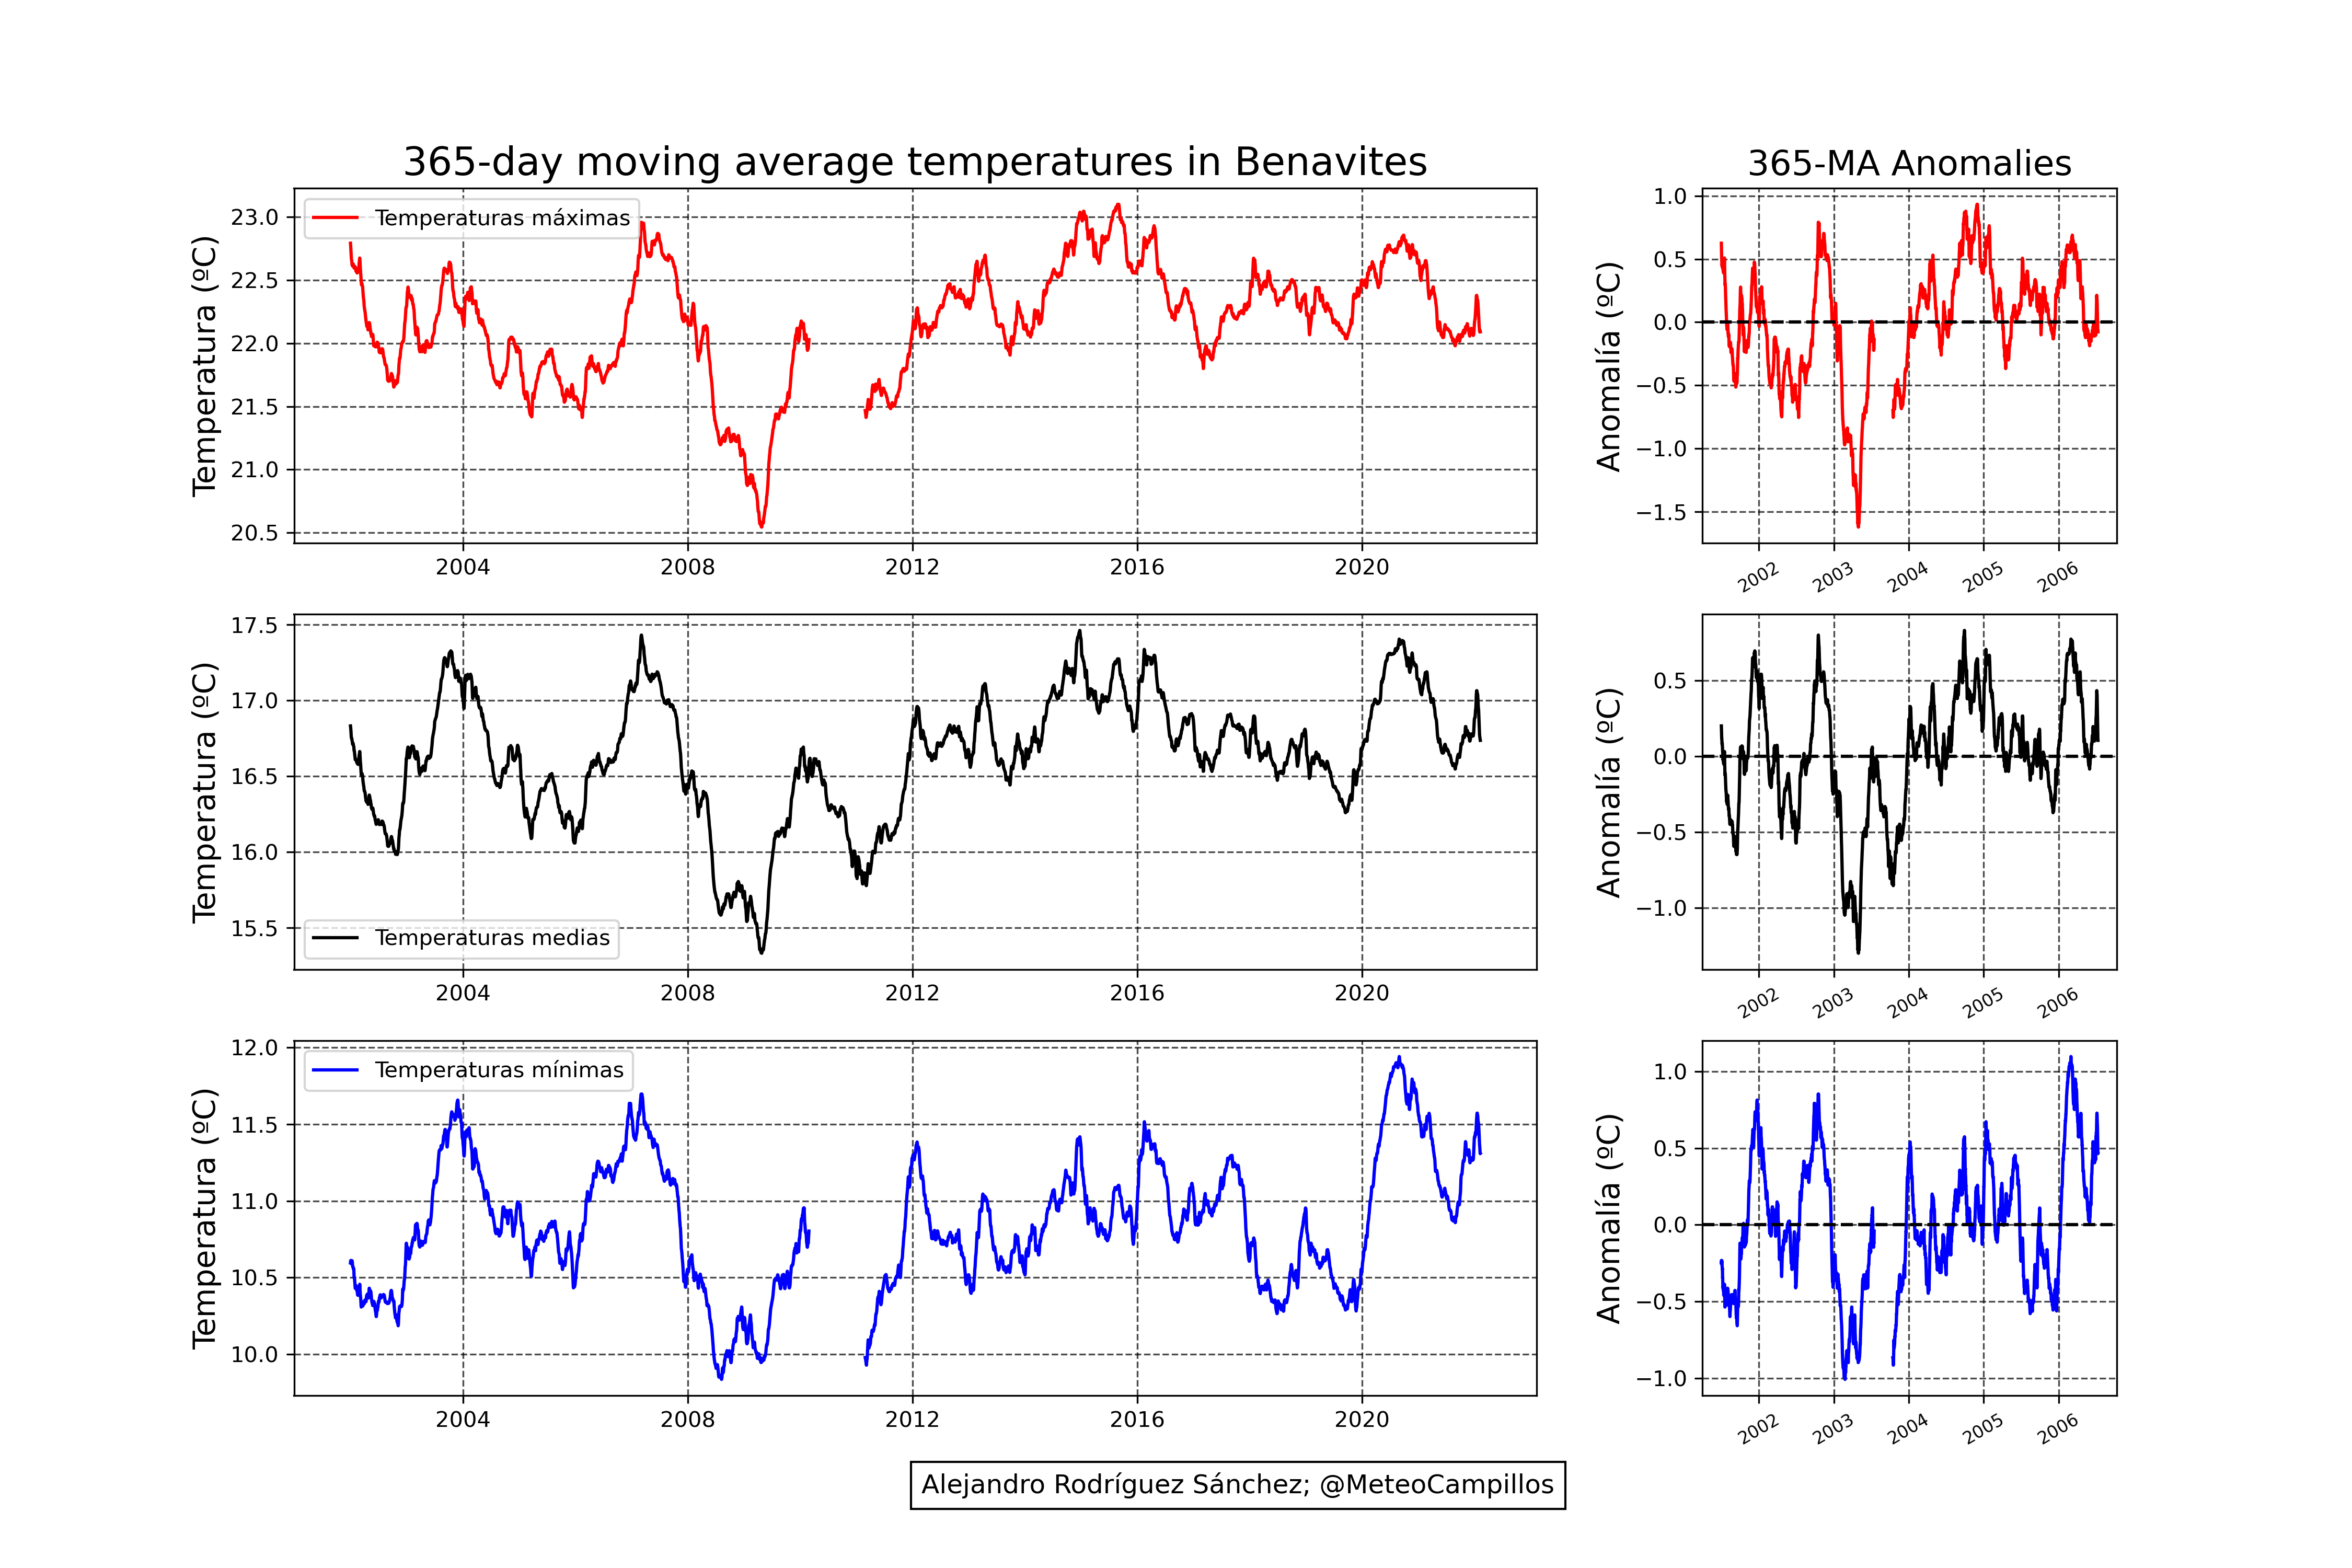 365-day moving average temperatures in Benavites
365-MA Anomalies
Temperatura (ºC)
23.0
22.5
22.0
21.5
21.0
20.5
Temperaturas máximas
2004 2008 2012 2016 2020
Anomalía (ºC)
1.0
0.5
0.0
−0.5
−1.0
−1.5
2002 2003 2004 2005 2006
Temperatura (ºC)
17.5
17.0
16.5
16.0
15.5
Temperaturas medias
2004 2008 2012 2016 2020
Anomalía (ºC)
0.5
0.0
−0.5
−1.0
2002 2003 2004 2005 2006
Temperatura (ºC)
12.0
11.5
11.0
10.5
10.0
Temperaturas mínimas
2004 2008 2012 2016 2020
Anomalía (ºC)
1.0
0.5
0.0
−0.5
−1.0
2002 2003 2004 2005 2006
Alejandro Rodríguez Sánchez; @MeteoCampillos